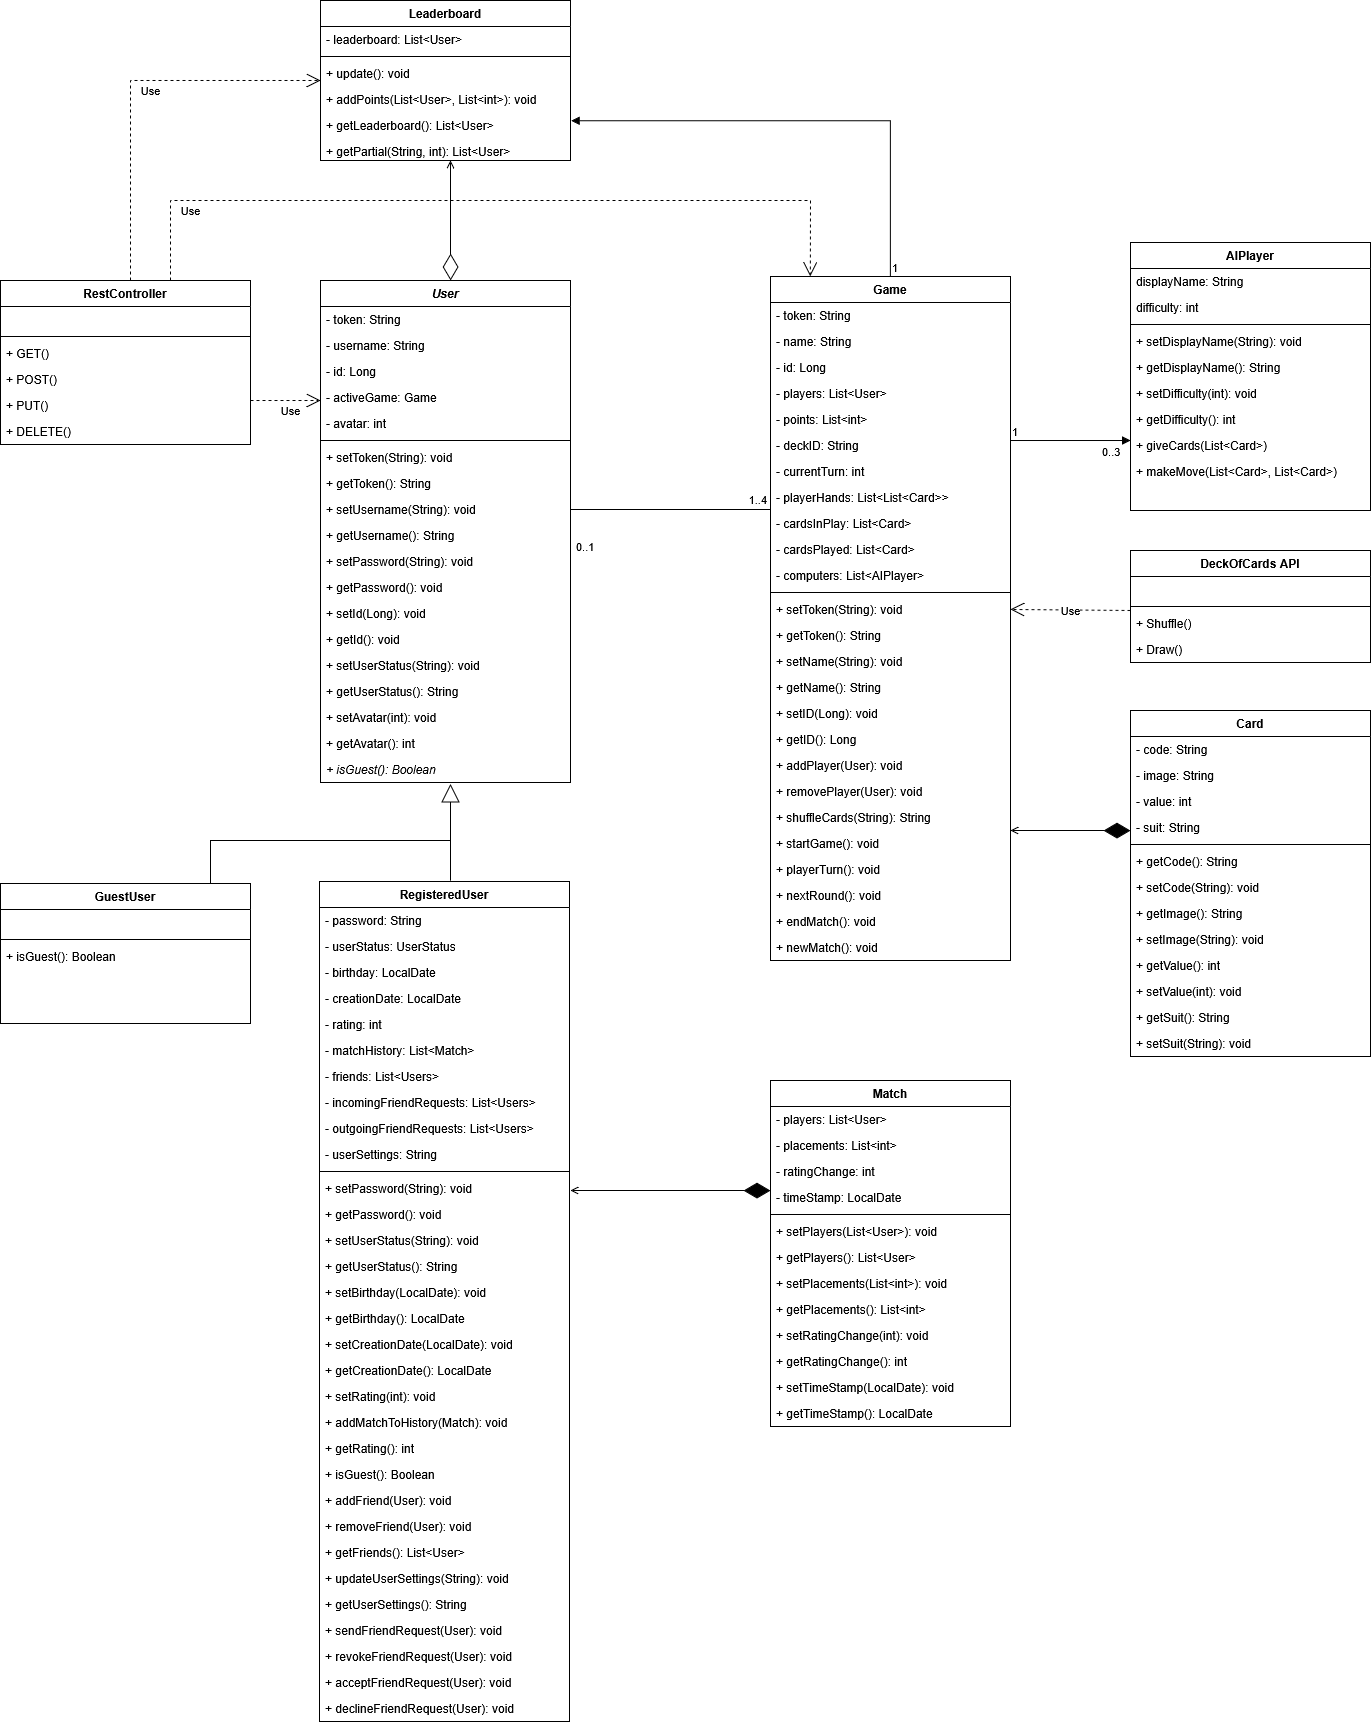 Leaderboard
- leaderboard: List<User>
+ update(): void
+ addPoints(List<User>, List<int>): void
+ getLeaderboard(): List<User>
+ getPartial(String, int): List<User>
Use
Use
1
RestController
+ GET()
+ POST()
+ PUT()
+ DELETE()
Use
User
- token: String
- username: String
- id: Long
- activeGame: Game
- avatar: int
+ setToken(String): void
+ getToken(): String
+ setUsername(String): void
+ getUsername(): String
+ setPassword(String): void
+ getPassword(): void
+ setId(Long): void
+ getId(): void
+ setUserStatus(String): void
+ getUserStatus(): String
+ setAvatar(int): void
+ getAvatar(): int
+ isGuest(): Boolean
0..1
1..4
Game
- token: String
- name: String
- id: Long
- players: List<User>
- points: List<int>
- deckID: String
- currentTurn: int
- playerHands: List<List<Card>>
- cardsInPlay: List<Card>
- cardsPlayed: List<Card>
- computers: List<AIPlayer>
+ setToken(String): void
+ getToken(): String
+ setName(String): void
+ getName(): String
+ setID(Long): void
+ getID(): Long
+ addPlayer(User): void
+ removePlayer(User): void
+ shuffleCards(String): String
+ startGame(): void
+ playerTurn(): void
+ nextRound(): void
+ endMatch(): void
+ newMatch(): void
1
0..3
AIPlayer
displayName: String
difficulty: int
+ setDisplayName(String): void
+ getDisplayName(): String
+ setDifficulty(int): void
+ getDifficulty(): int
+ giveCards(List<Card>)
+ makeMove(List<Card>, List<Card>)
Use
DeckOfCards API
+ Shuffle()
+ Draw()
Card
- code: String
- image: String
- value: int
- suit: String
+ getCode(): String
+ setCode(String): void
+ getImage(): String
+ setImage(String): void
+ getValue(): int
+ setValue(int): void
+ getSuit(): String
+ setSuit(String): void
GuestUser
+ isGuest(): Boolean
RegisteredUser
- password: String
- userStatus: UserStatus
- birthday: LocalDate
- creationDate: LocalDate
- rating: int
- matchHistory: List<Match>
- friends: List<Users>
- incomingFriendRequests: List<Users>
- outgoingFriendRequests: List<Users>
- userSettings: String
+ setPassword(String): void
+ getPassword(): void
+ setUserStatus(String): void
+ getUserStatus(): String
+ setBirthday(LocalDate): void
+ getBirthday(): LocalDate
+ setCreationDate(LocalDate): void
+ getCreationDate(): LocalDate
+ setRating(int): void
+ addMatchToHistory(Match): void
+ getRating(): int
+ isGuest(): Boolean
+ addFriend(User): void
+ removeFriend(User): void
+ getFriends(): List<User>
+ updateUserSettings(String): void
+ getUserSettings(): String
+ sendFriendRequest(User): void
+ revokeFriendRequest(User): void
+ acceptFriendRequest(User): void
+ declineFriendRequest(User): void
Match
- players: List<User>
- placements: List<int>
- ratingChange: int
- timeStamp: LocalDate
+ setPlayers(List<User>): void
+ getPlayers(): List<User>
+ setPlacements(List<int>): void
+ getPlacements(): List<int>
+ setRatingChange(int): void
+ getRatingChange(): int
+ setTimeStamp(LocalDate): void
+ getTimeStamp(): LocalDate